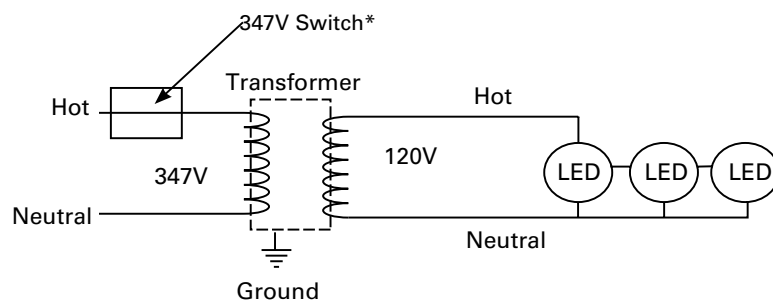 347V Switch*
Transformer
Hot
Hot
347V
120V
LED LED LED
Neutral
Neutral
Ground